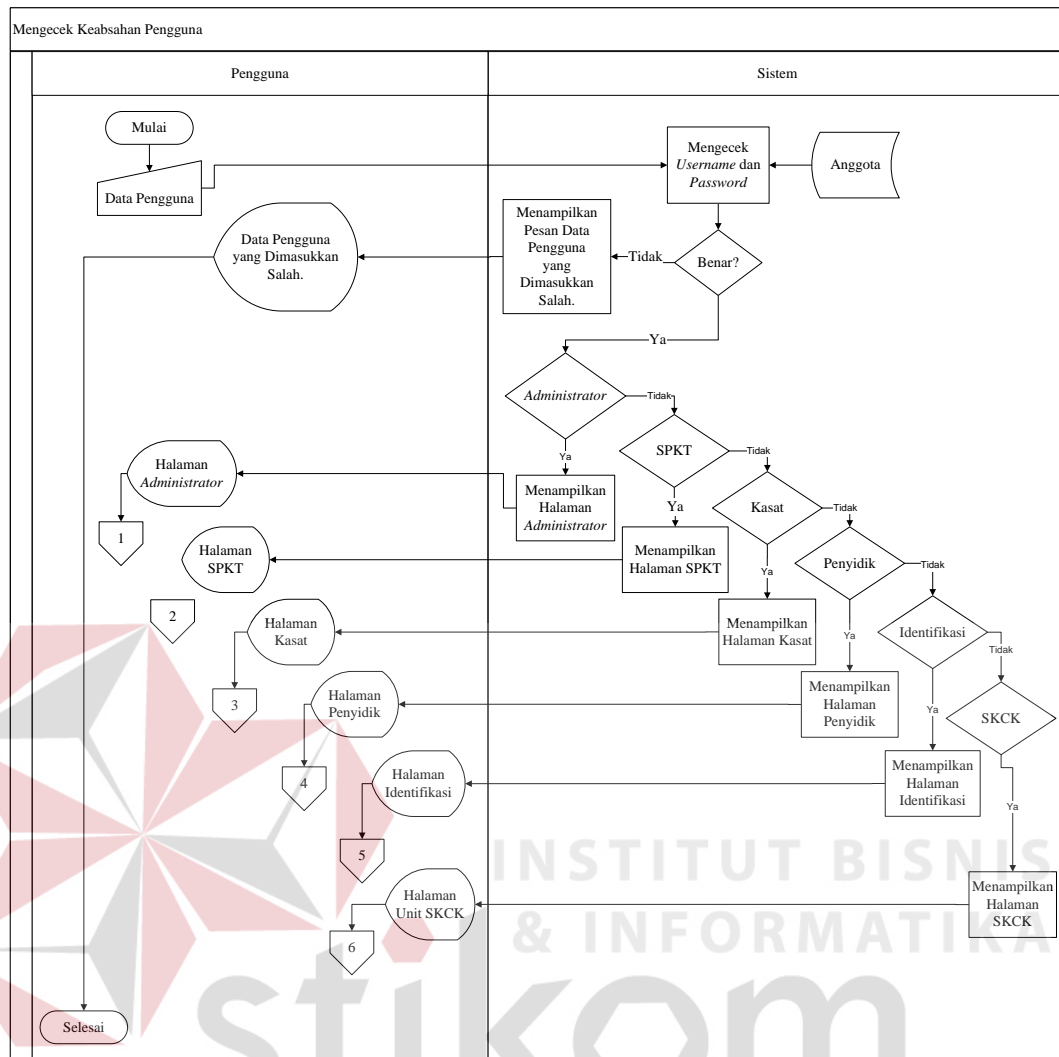 Mengecek Keabsahan Pengguna
Pengguna
Sistem
Mulai
Data Pengguna
Mengecek
Username dan
Password
Anggota
Data Pengguna
yang Dimasukkan
Salah.
Menampilkan
Pesan Data
Pengguna
yang
Dimasukkan
Salah.
Tidak
Benar?
Ya
Administrator
Tidak
SPKT
Tidak
Ya
Halaman
Administrator
Menampilkan
Halaman
Administrator
Ya
Kasat
Tidak
1
Halaman
SPKT
Menampilkan
Halaman SPKT
Ya
Penyidik
Tidak
2
Halaman
Kasat
Menampilkan
Halaman Kasat
Ya
Identifikasi
Tidak
3
Halaman
Penyidik
Menampilkan
Halaman
Penyidik
Ya
SKCK
4
Halaman
Identifikasi
Menampilkan
Halaman
Identifikasi
Ya
5
Halaman
Unit SKCK
Menampilkan
Halaman
SKCK
6
INSTITUT BISNIS
& INFORMATIKA
stikom
Selesai